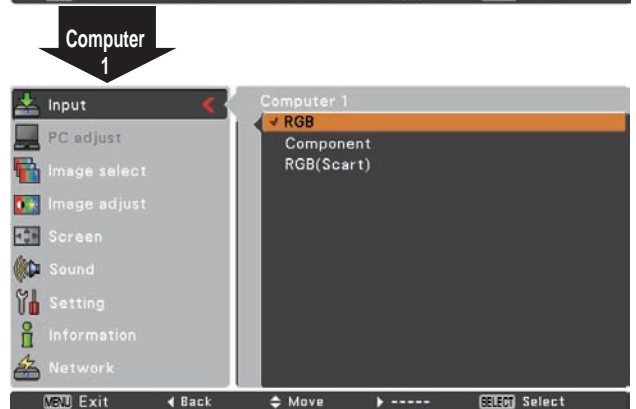 Computer
1
Input
PC adjust
Image select
Image adjust
Screen
Sound
Setting
Information
Network
Computer 1
RGB
Component
RGB(Scart)
MENU Exit Back Move ----- SELECT Select